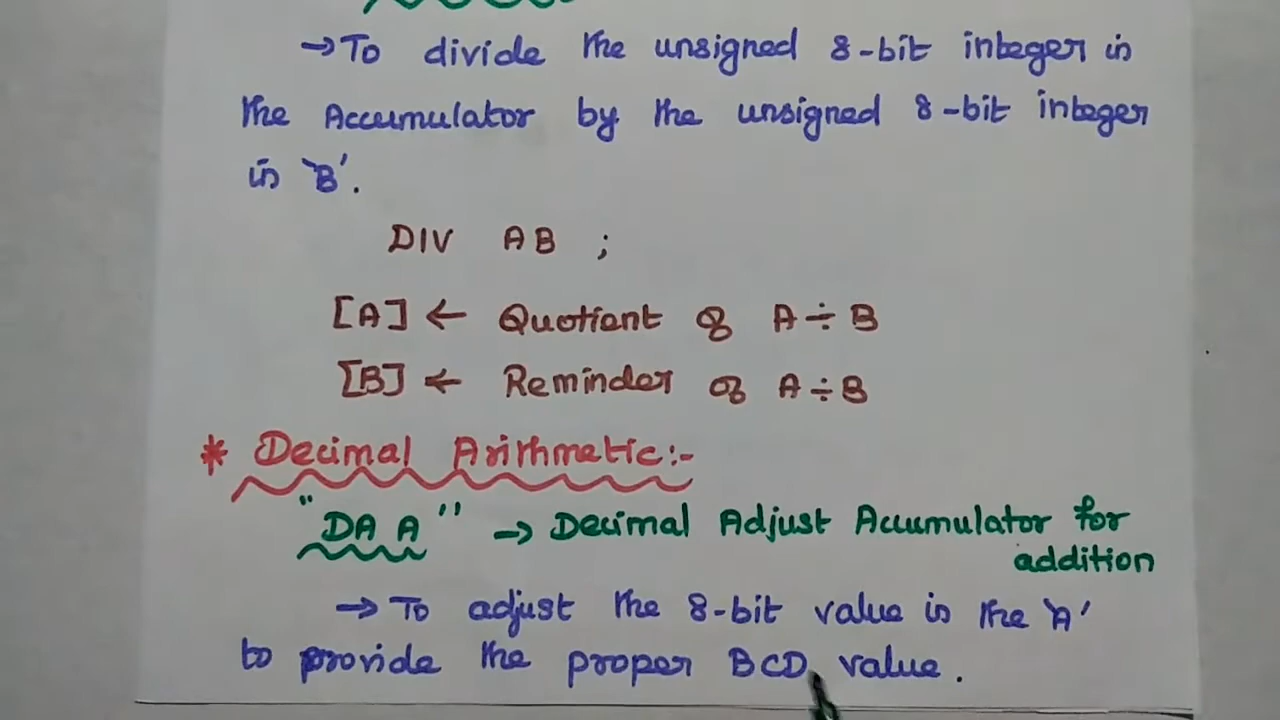 → To divide the unsigned 8-bit integer in
the Accumulator by the unsigned 8-bit integer
in 'B'.
DIV AB ;
[A] ← Quotient of A ÷ B
[B] ← Reminder of A ÷ B
* Decimal Arithmetic:-
"DA A" → Decimal Adjust Accumulator for
addition
→ To adjust the 8-bit value in the 'A'
to provide the proper BCD value.